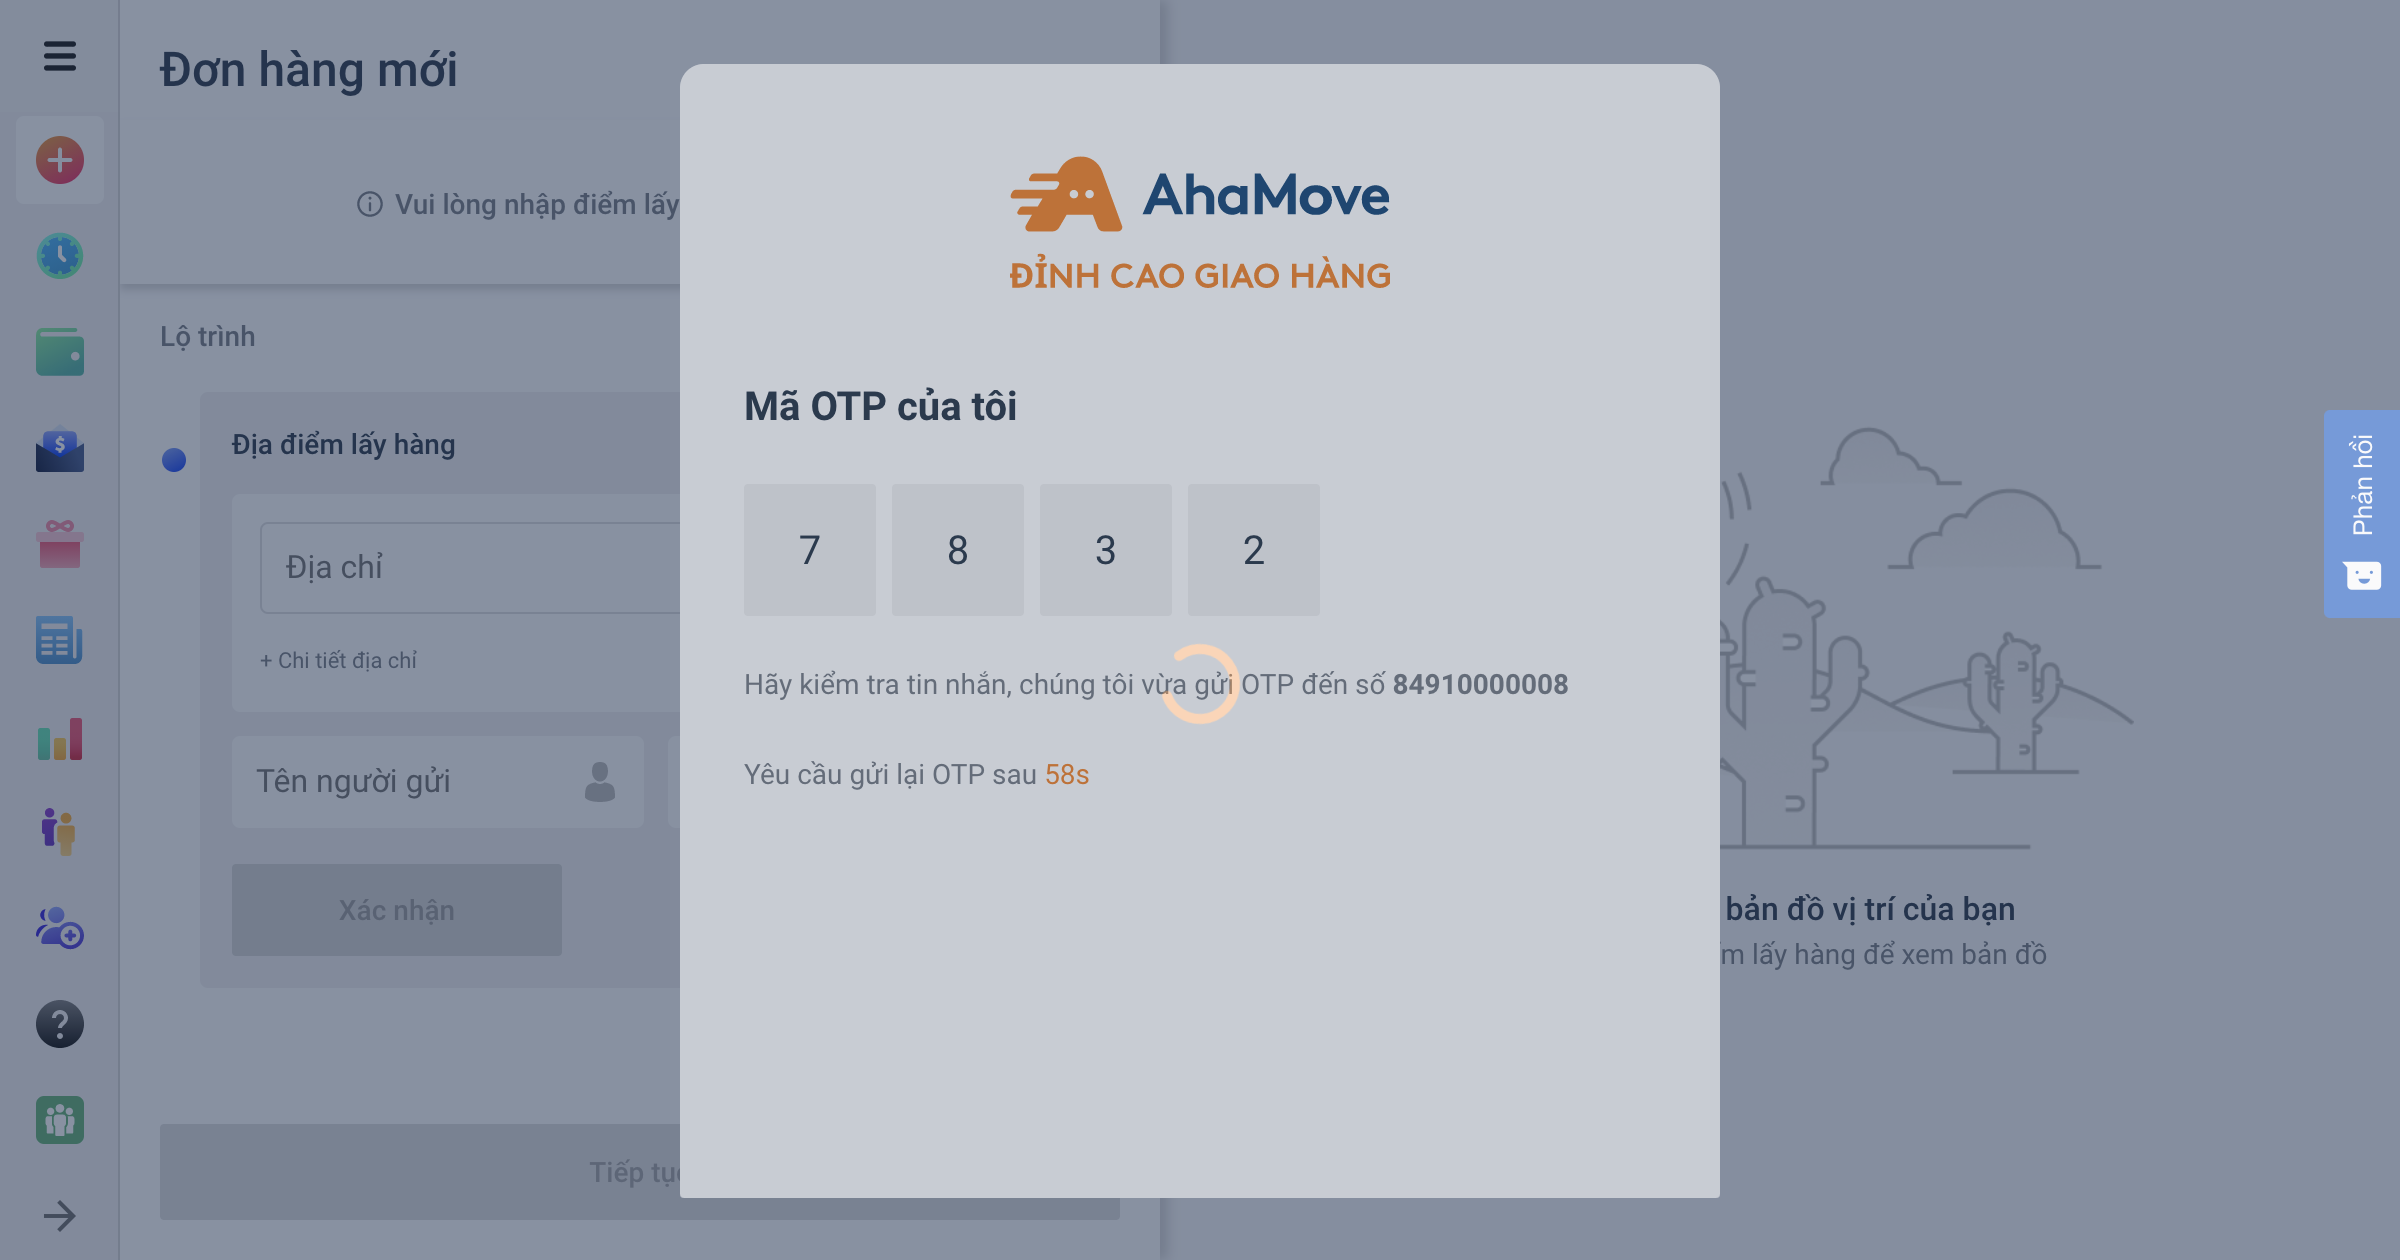 Đơn hàng mới
Vui lòng nhập điểm lấy
Lộ trình
Địa điểm lấy hàng
Địa chỉ
+ Chi tiết địa chỉ
Tên người gửi
Xác nhận
Tiếp tục
AhaMove
ĐỈNH CAO GIAO HÀNG
Mã OTP của tôi
7 8 3 2
Hãy kiểm tra tin nhắn, chúng tôi vừa gửi OTP đến số 84910000008
Yêu cầu gửi lại OTP sau 58s
bản đồ vị trí của bạn
lấy hàng để xem bản đồ
Phản hồi